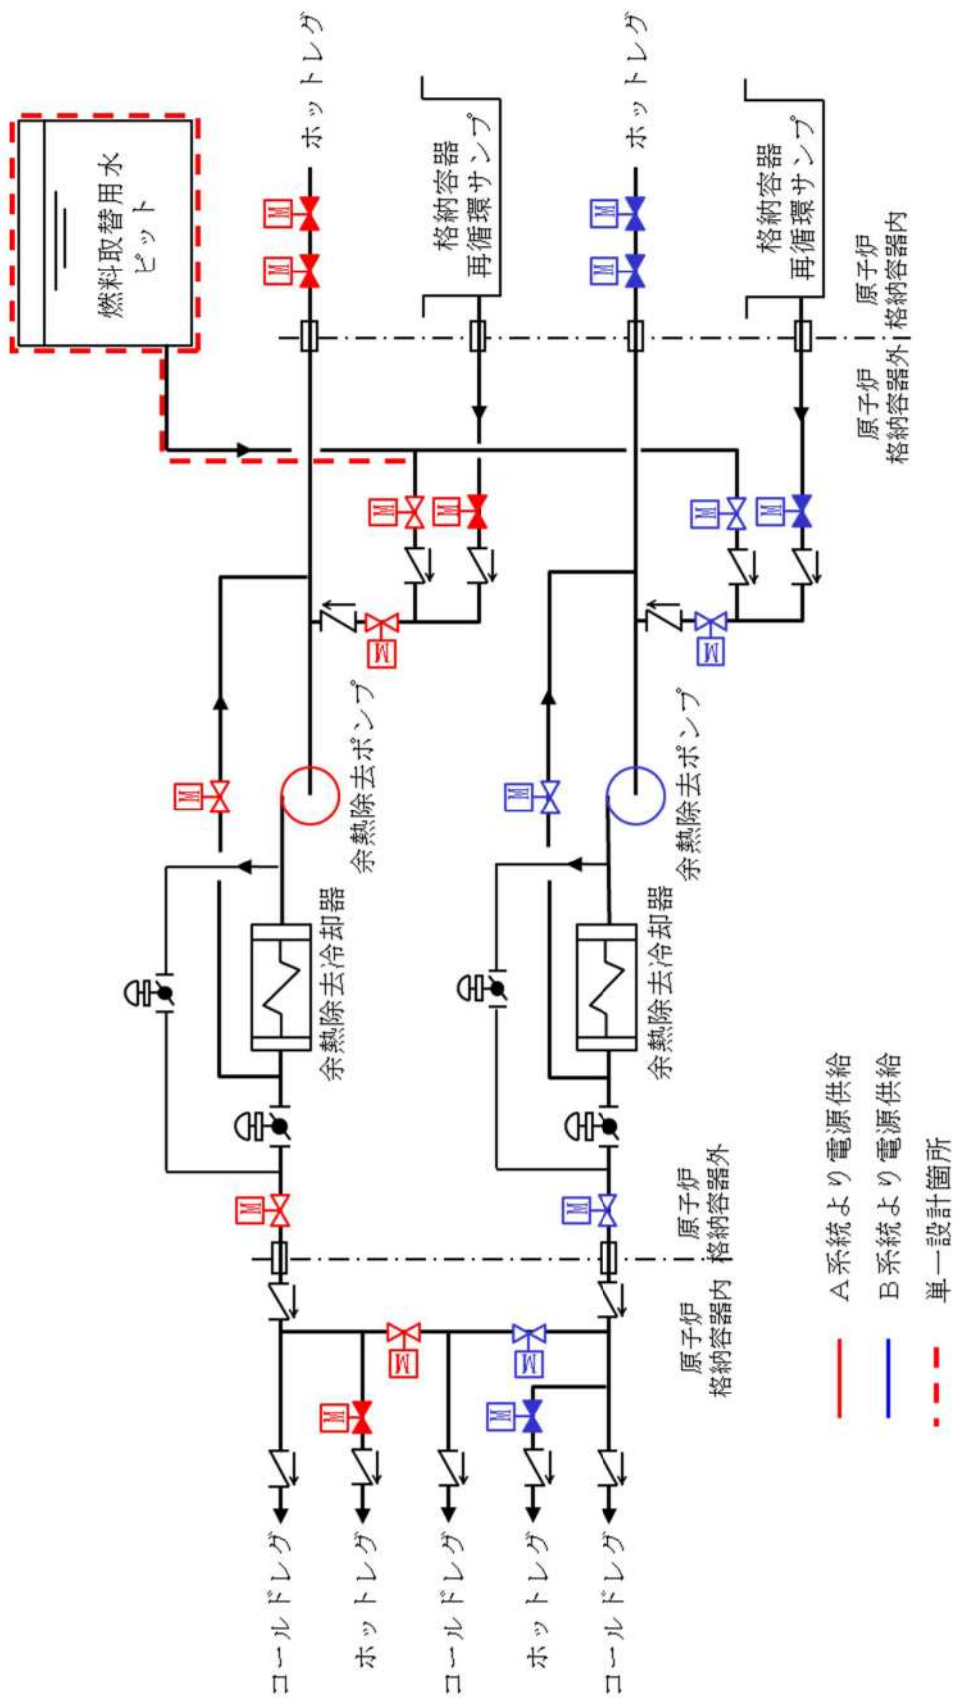 燃料取替用水
ピット
M
M
M
M
コールドレグ
ホットレグ
余熱除去冷却器
M
余熱除去ポンプ
ホットレグ
M
M
M
格納容器
再循環サンプ
M
コールドレグ
M
M
M
ホットレグ
M
M
M
コールドレグ
ホットレグ
余熱除去冷却器
余熱除去ポンプ
原子炉
格納容器内
原子炉
格納容器外
M
M
M
格納容器
再循環サンプ
原子炉
格納容器外
原子炉
格納容器内
A系統より電源供給
B系統より電源供給
単一設計箇所